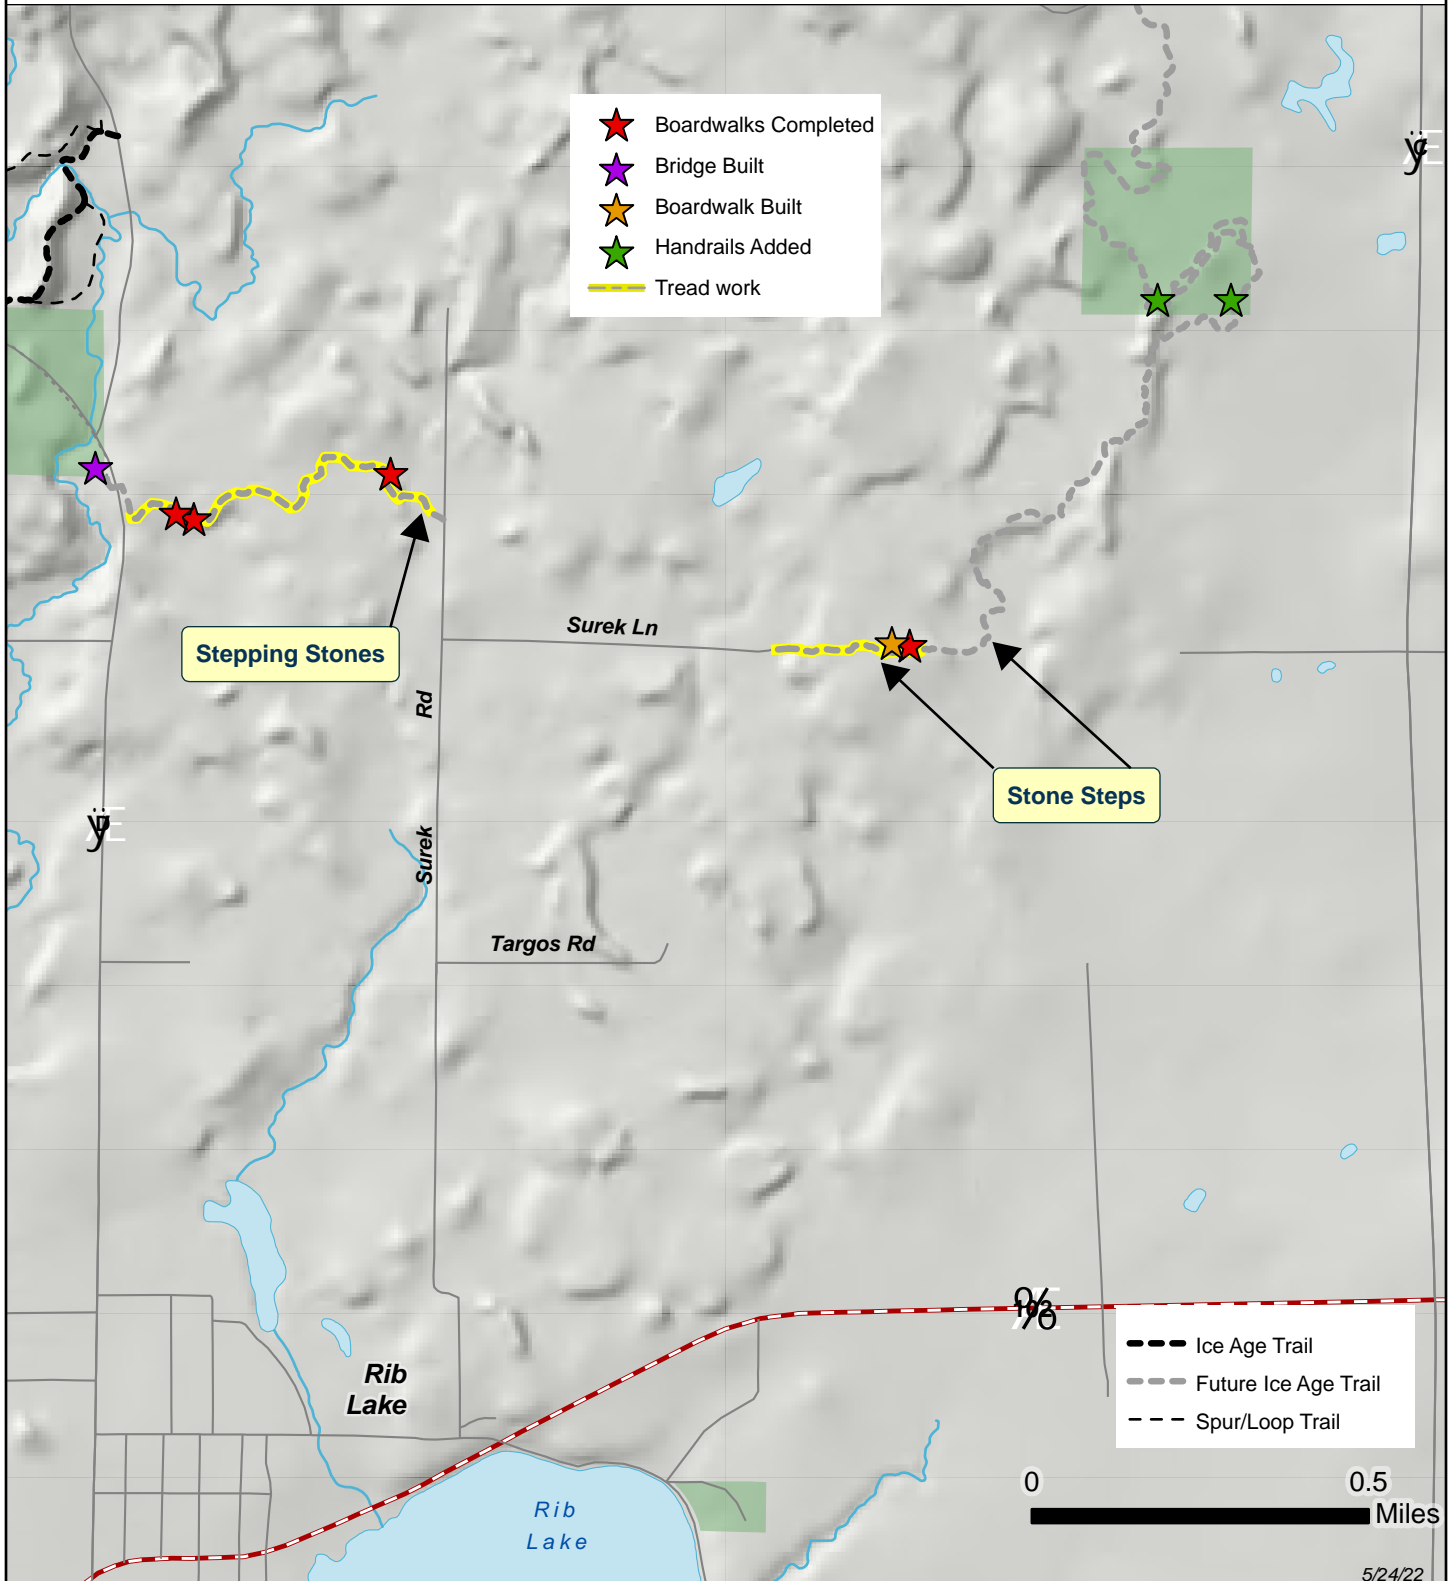 Boardwalks Completed
Bridge Built
Boardwalk Built
Handrails Added
Tread work
Stepping Stones
Surek Ln
Rd
Stone Steps
Surek
Targos Rd
Rib
Lake
Ice Age Trail
Future Ice Age Trail
Spur/Loop Trail
0 0.5
Miles
Rib
Lake
5/24/22